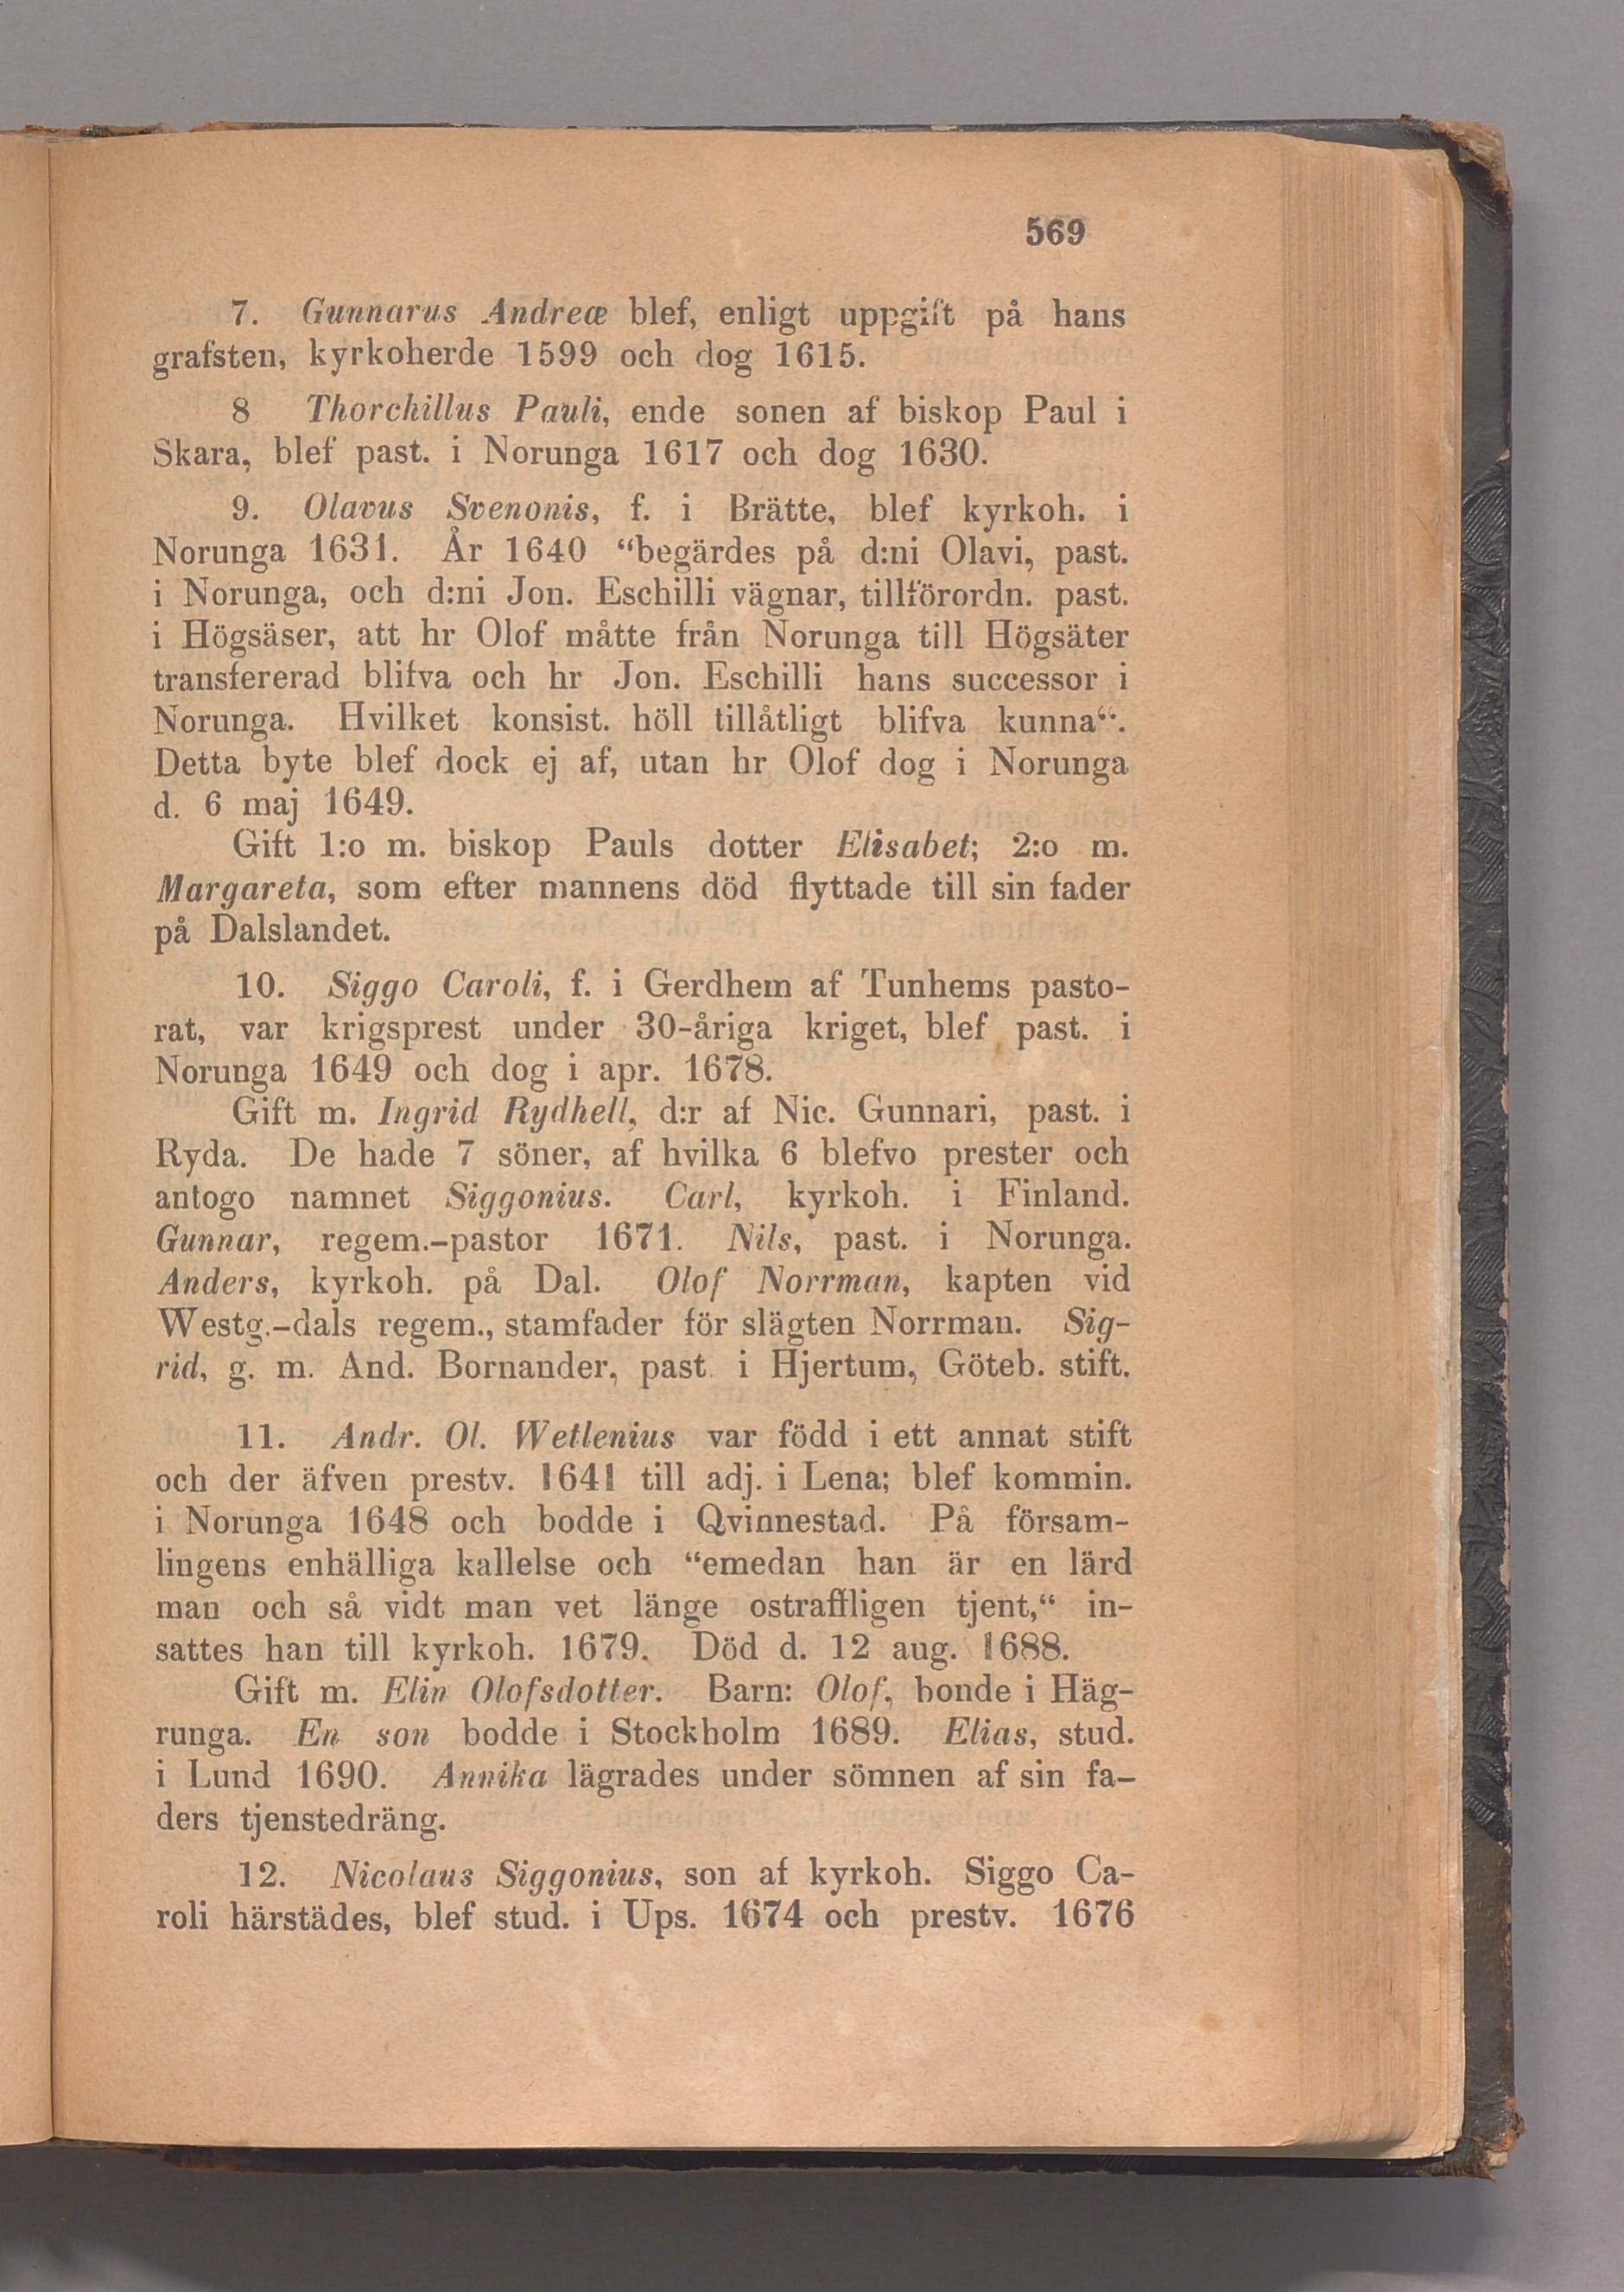 569
7. Gunnarus Andreæ blef, enligt uppgift på hans
grafsten, kyrkoherde 1599 och dog 1615.
8 Thorchillus Pauli, ende sonen af biskop Paul i
Skara, blef past. i Norunga 1617 och dog 1630.
9. Olavus Svenonis, f. i Brätte, blef kyrkoh. i
Norunga 1631. År 1640 “begärdes på d:ni Olavi, past.
i Norunga, och d:ni Jon. Eschilli vägnar, tillförordn. past.
i Högsäser, att hr Olof måtte från Norunga till Högsäter
transfererad blifva och hr Jon. Eschilli hans successor i
Norunga. Hvilket konsist. höll tillåtligt blifva kunna“.
Detta byte blef dock ej af, utan hr Olof dog i Norunga
d. 6 maj 1649.
Gift 1:o m. biskop Pauls dotter Elisabet; 2:o m.
Margareta, som efter mannens död flyttade till sin fader
på Dalslandet.
10. Siggo Caroli, f. i Gerdhem af Tunhems pasto-
rat, var krigsprest under 30-åriga kriget, blef past. i
Norunga 1649 och dog i apr. 1678.
Gift m. Ingrid Rydhell, d:r af Nic. Gunnari, past. i
Ryda. De hade 7 söner, af hvilka 6 blefvo prester och
antogo namnet Siggonius. Carl, kyrkoh. i Finland.
Gunnar, regem.-pastor 1671. Nils, past. i Norunga.
Anders, kyrkoh. på Dal. Olof Norrman, kapten vid
Westg.-dals regem., stamfader för slägten Norrman. Sig-
rid, g. m. And. Bornander, past. i Hjertum, Göteb. stift.
11. Andr. Ol. Wetlenius var född i ett annat stift
och der äfven prestv. 1641 till adj. i Lena; blef kommin.
i Norunga 1648 och bodde i Qvinnestad. På försam-
lingens enhälliga kallelse och “emedan han är en lärd
man och så vidt man vet länge ostraffligen tjent,“ in-
sattes han till kyrkoh. 1679. Död d. 12 aug. 1688.
Gift m. Elin Olofsdotter. Barn: Olof, bonde i Häg-
runga. En son bodde i Stockholm 1689. Elias, stud.
i Lund 1690. Annika lägrades under sömnen af sin fa-
ders tjenstedräng.
12. Nicolaus Siggonius, son af kyrkoh. Siggo Ca-
roli härstädes, blef stud. i Ups. 1674 och prestv. 1676